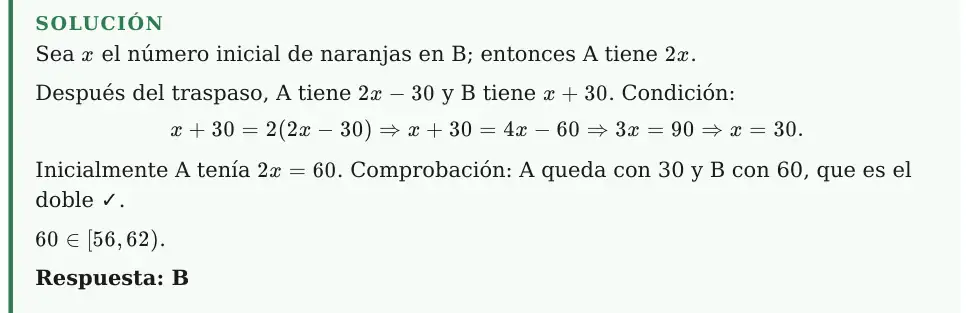 SOLUCIÓN
Sea x el número inicial de naranjas en B; entonces A tiene 2x.
Después del traspaso, A tiene 2x − 30 y B tiene x + 30. Condición:
x + 30 = 2(2x − 30) ⇒ x + 30 = 4x − 60 ⇒ 3x = 90 ⇒ x = 30.
Inicialmente A tenía 2x = 60. Comprobación: A queda con 30 y B con 60, que es el
doble ✓.
60 ∈ [56, 62).
Respuesta: B